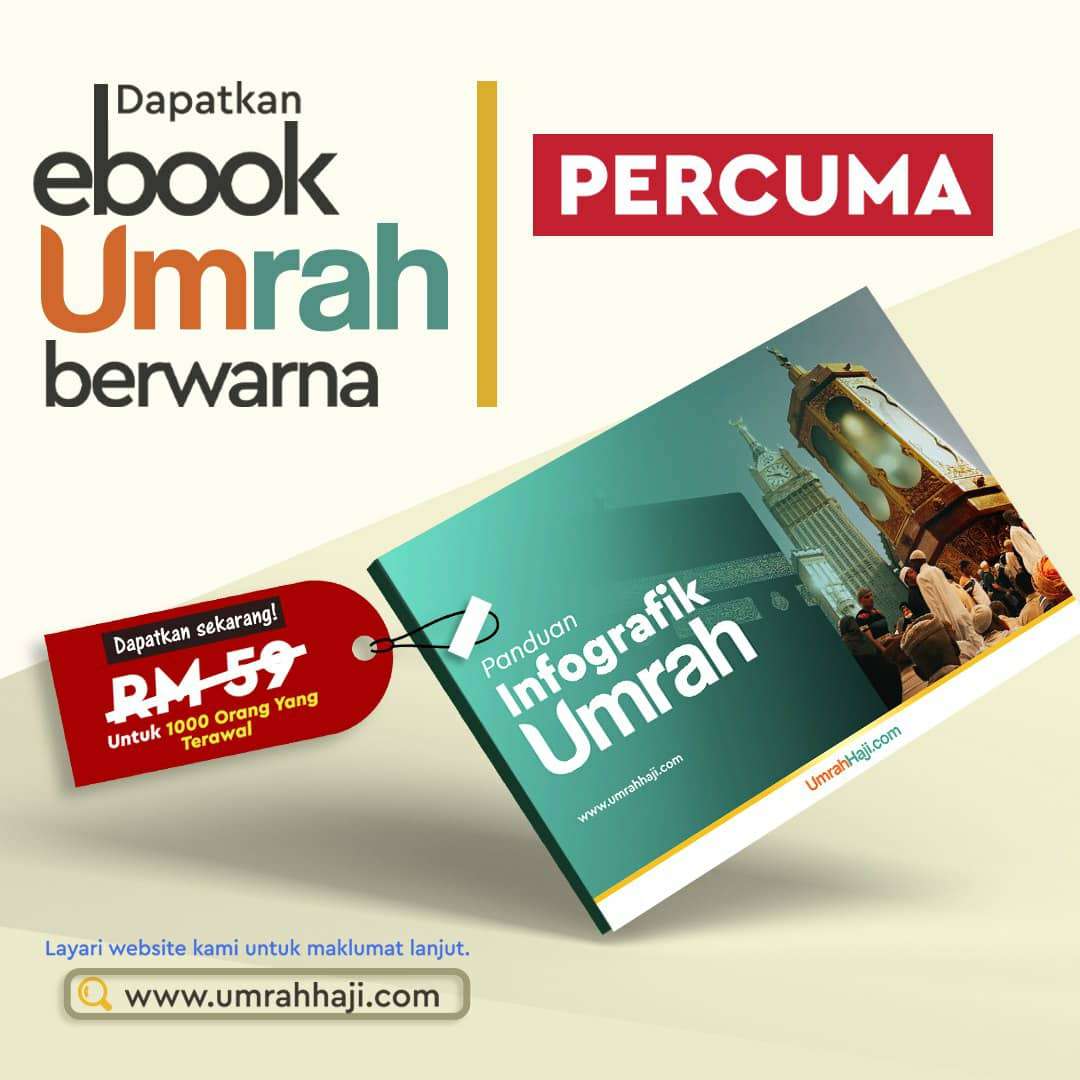 Dapatkan
ebook
Umrah
berwarna
PERCUMA
Dapatkan sekarang!
RM 59
Untuk 1000 Orang Yang
Terawal
Panduan
Infografik
Umrah
www.umrahhaji.com
UmrahHaji.com
Layari website kami untuk maklumat lanjut.
www.umrahhaji.com